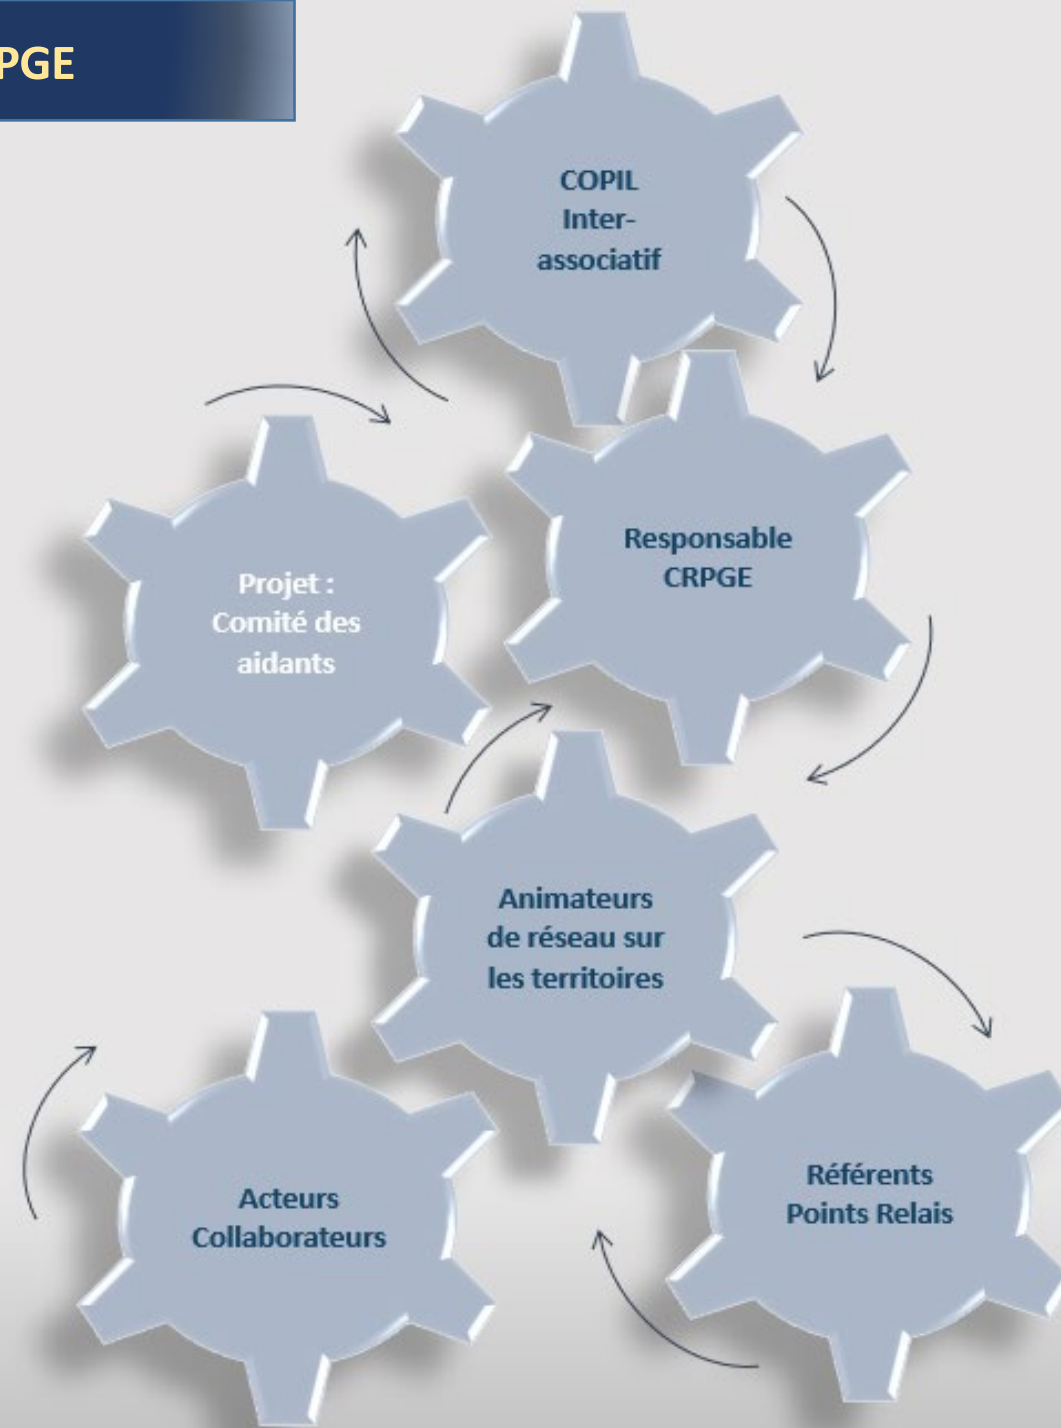 PGE
COPIL
Inter-
associatif
Responsable
CRPGE
Projet :
Comité des
aidants
Animateurs
de réseau sur
les territoires
Acteurs
Collaborateurs
Référents
Points Relais